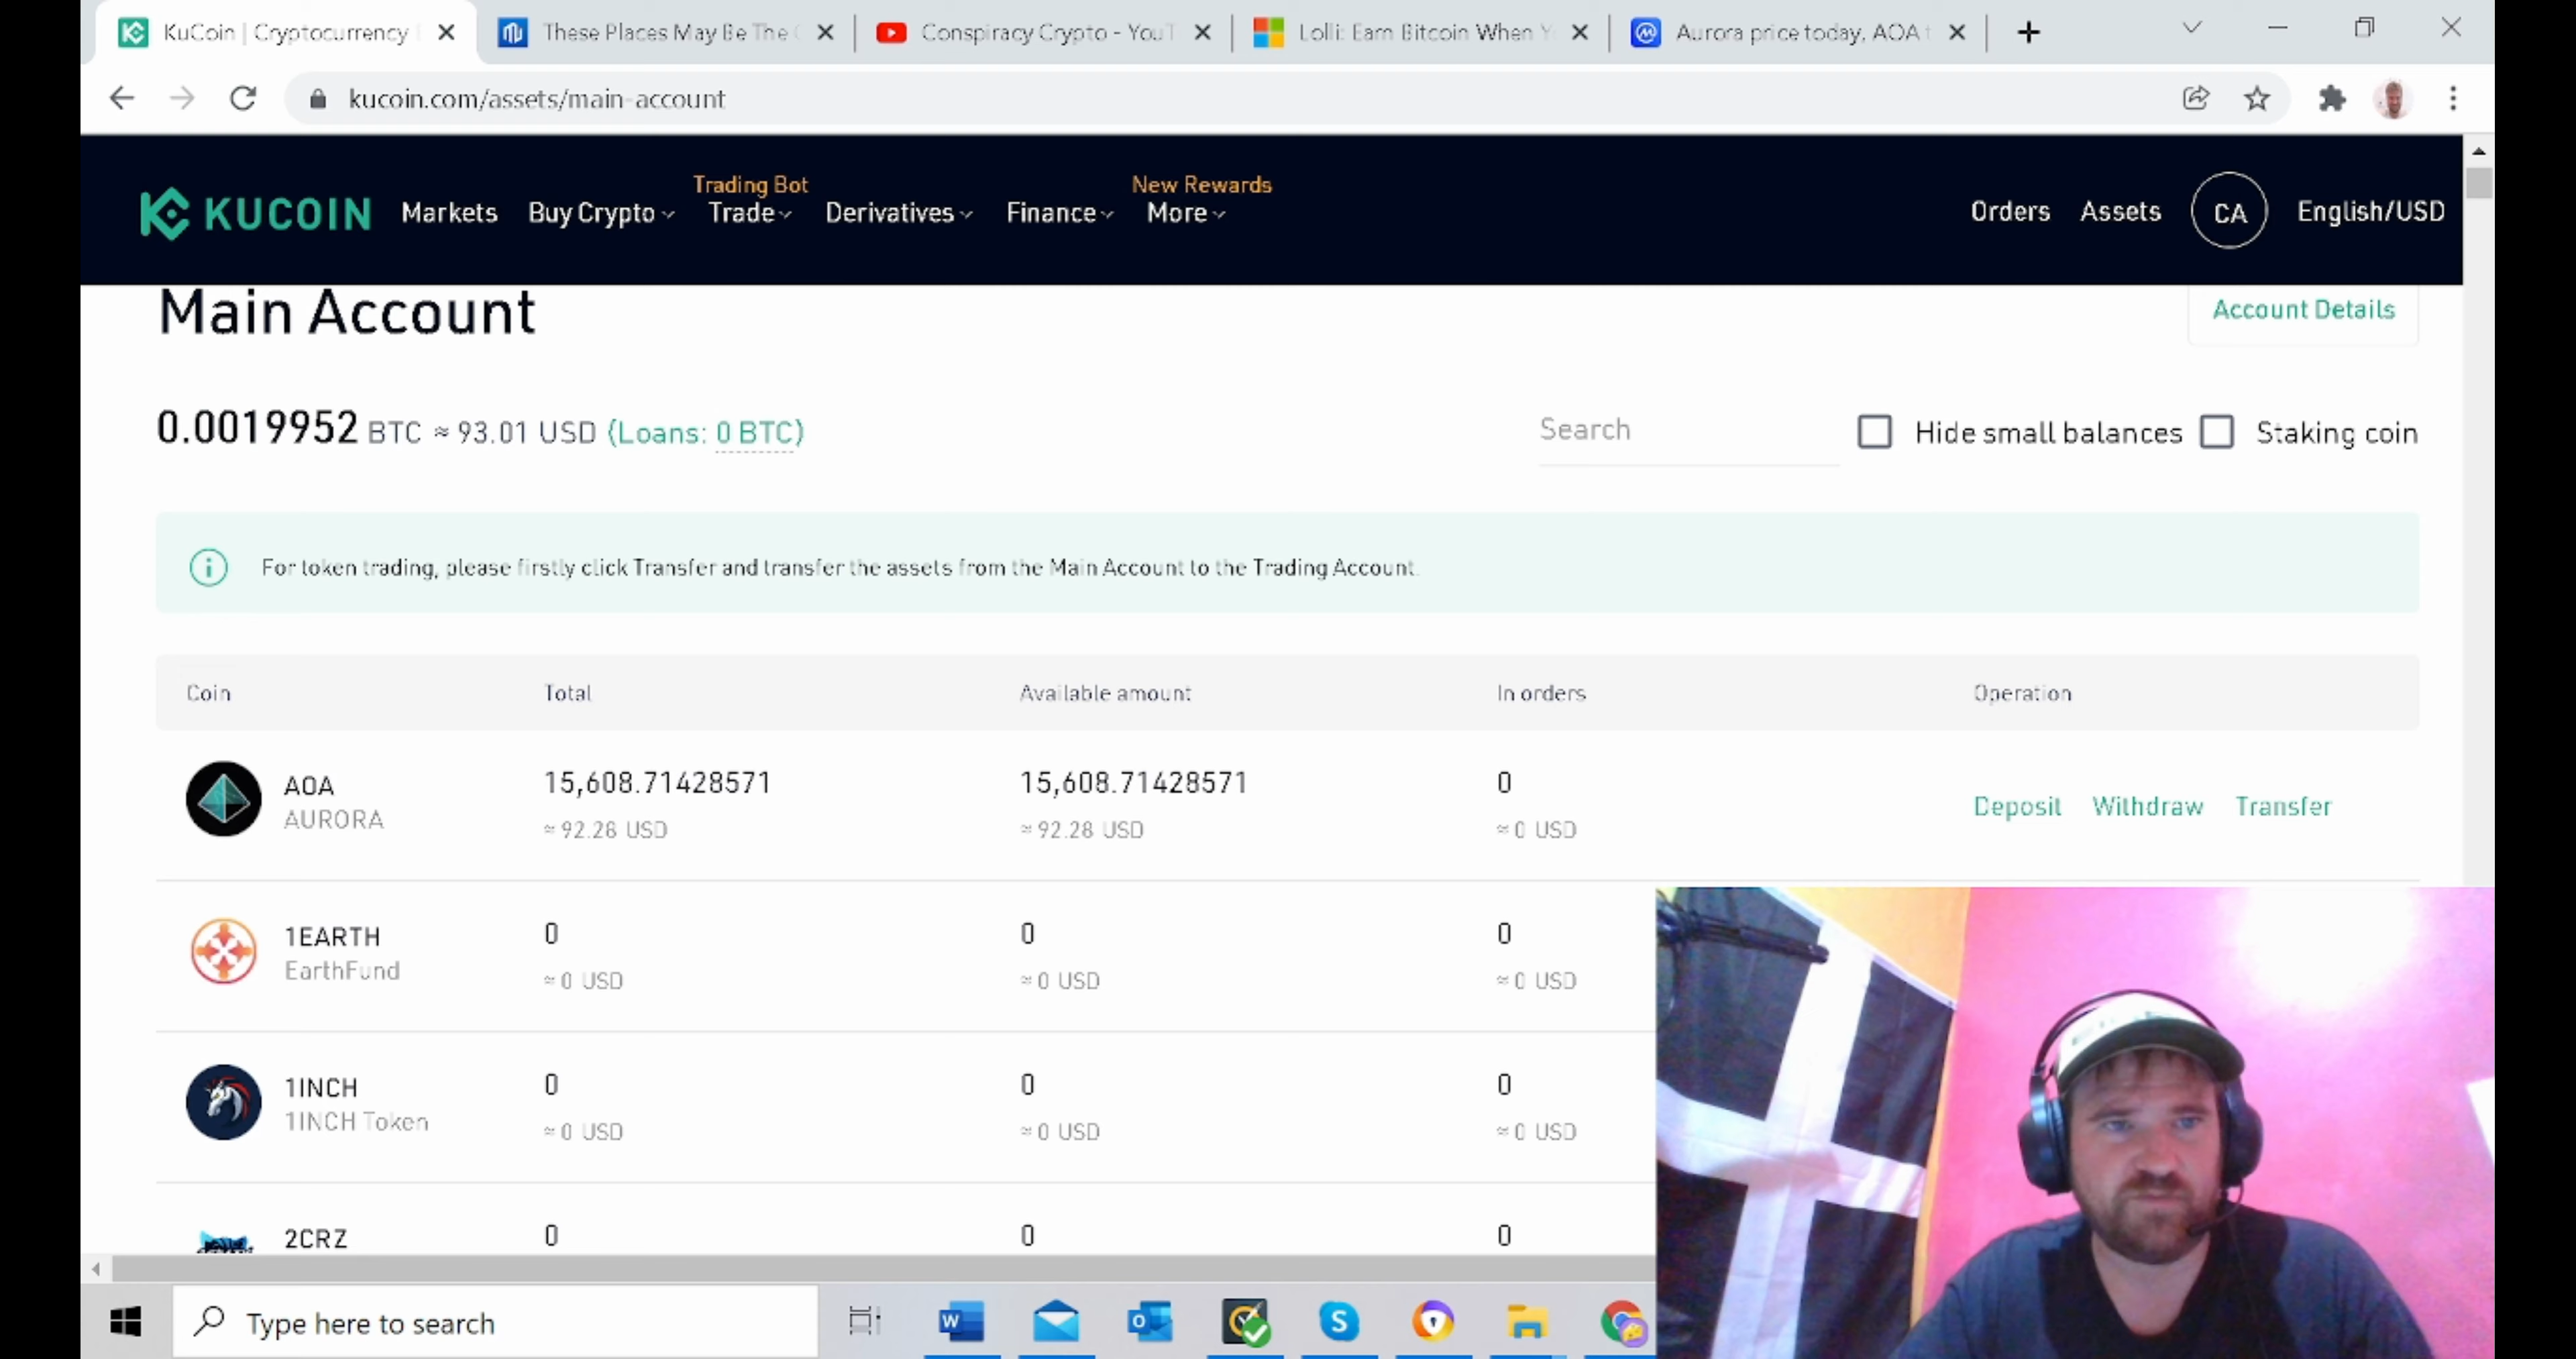 KuCoin | Cryptocurrency
These Places May Be The
Conspiracy Crypto - YouT
Lolli: Earn Bitcoin When Y
Aurora price today, AOA t
kucoin.com/assets/main-account
Trading Bot
New Rewards
KUCOIN Markets Buy Crypto Trade Derivatives Finance More Orders Assets CA English/USD
Main Account
Account Details
0.0019952 BTC ≈ 93.01 USD (Loans: 0 BTC)
Search
Hide small balances
Staking coin
For token trading, please firstly click Transfer and transfer the assets from the Main Account to the Trading Account.
Coin Total Available amount In orders Operation
AOA 15,608.71428571 15,608.71428571 0
AURORA ≈ 92.28 USD ≈ 92.28 USD ≈ 0 USD
Deposit Withdraw Transfer
1EARTH 0 0 0
EarthFund ≈ 0 USD ≈ 0 USD ≈ 0 USD
1INCH 0 0 0
1INCH Token ≈ 0 USD ≈ 0 USD ≈ 0 USD
2CRZ 0 0 0
Type here to search